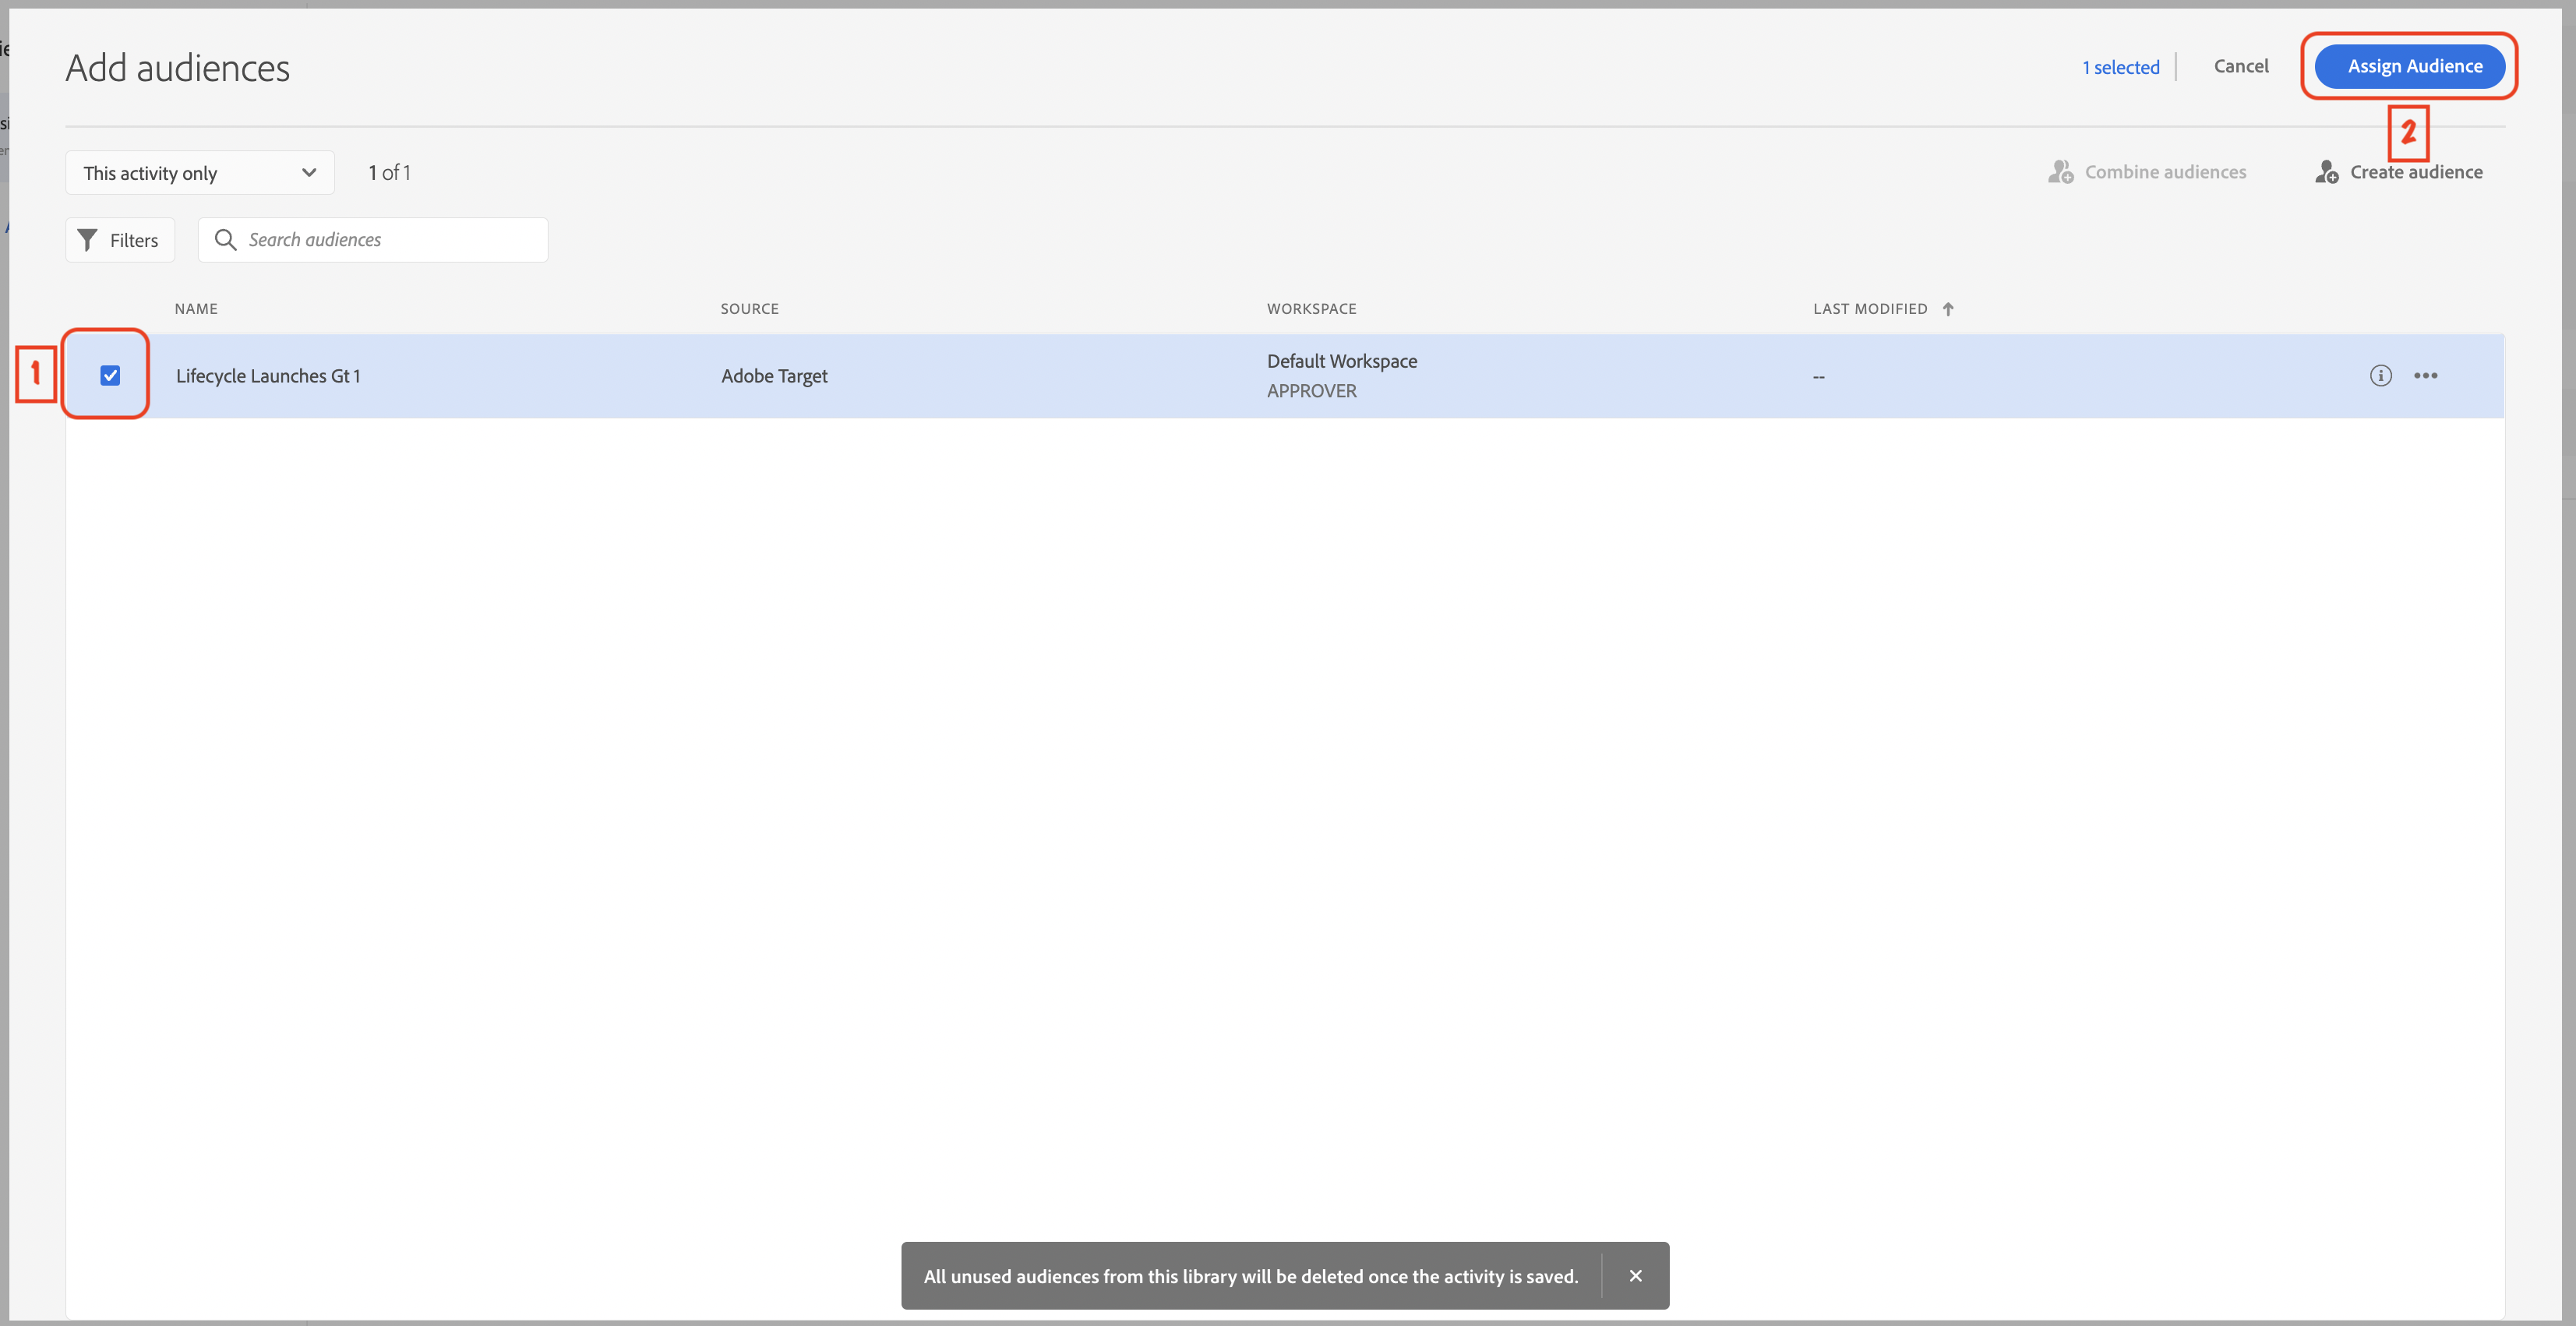 Add audiences
1 selected
Cancel
Assign Audience
2
This activity only
1 of 1
Combine audiences
Create audience
Filters
Search audiences
NAME
SOURCE
WORKSPACE
LAST MODIFIED
1
Lifecycle Launches Gt 1
Adobe Target
Default Workspace
APPROVER
--
All unused audiences from this library will be deleted once the activity is saved.